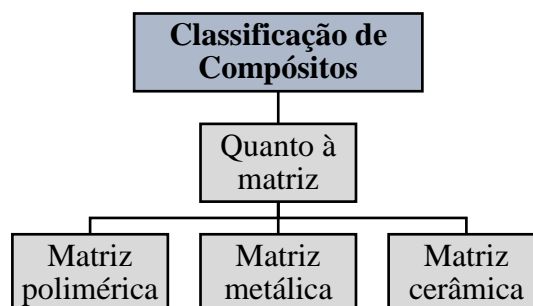 Classificação de
Compósitos
Quanto à
matriz
Matriz
polimérica
Matriz
metálica
Matriz
cerâmica